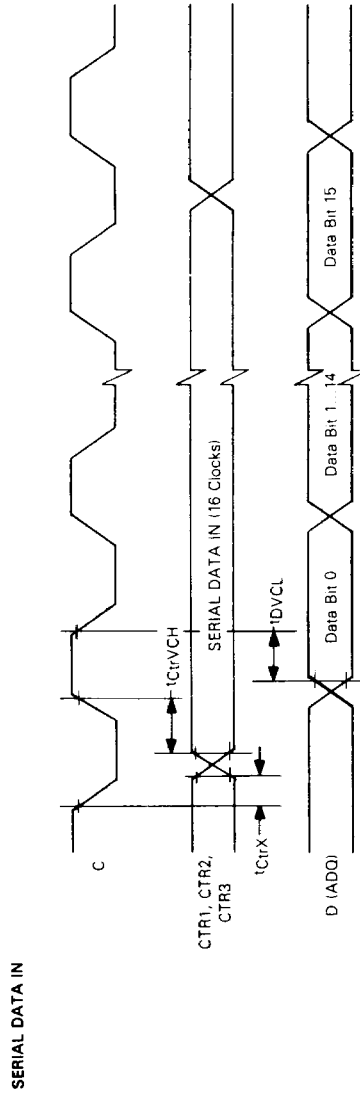 SERIAL DATA IN
C
tCtrVCH
CTR1, CTR2,
CTR3
SERIAL DATA IN (16 Clocks)
tCtrX
tDVCL
D (ADQ)
Data Bit 0
Data Bit 1...14
Data Bit 15